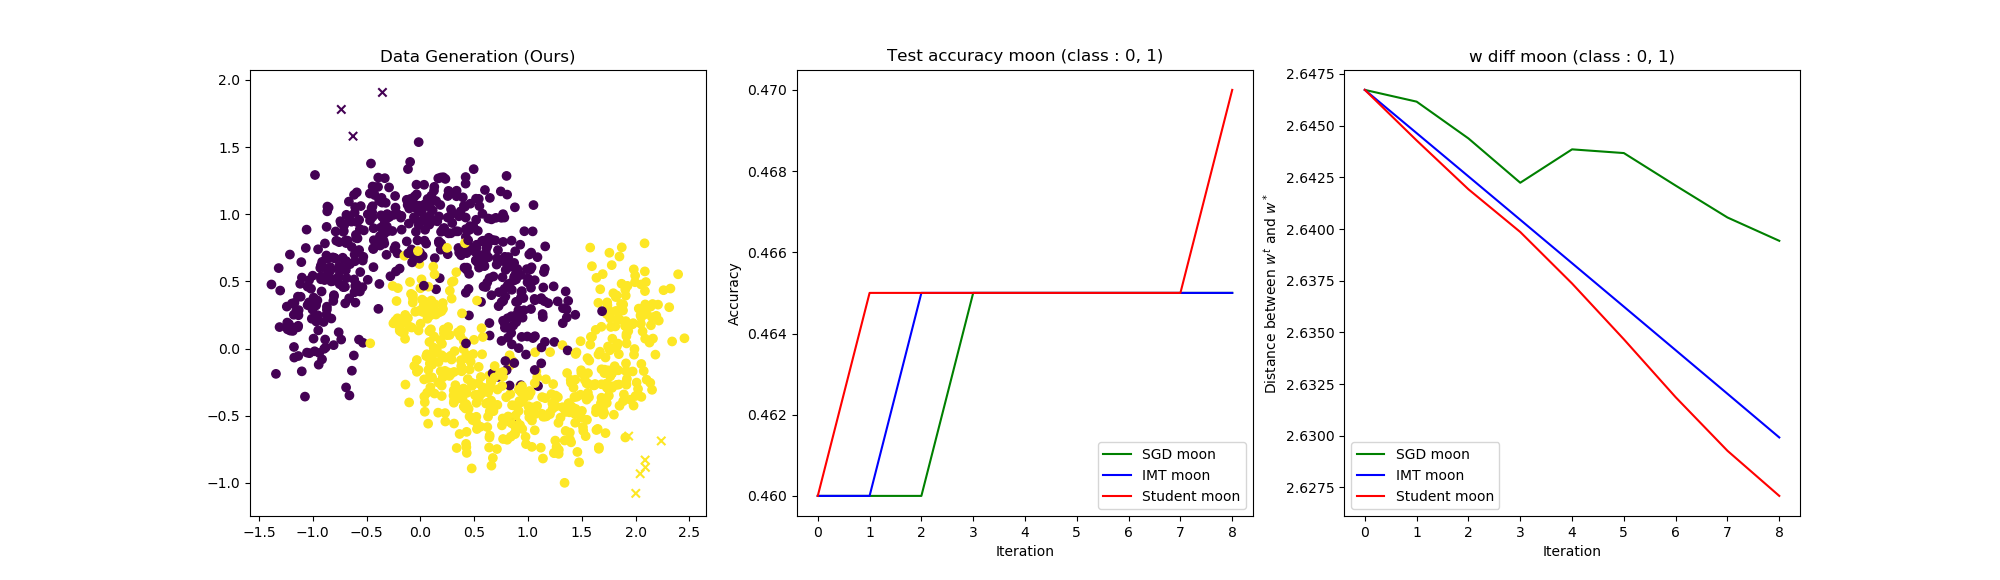 Data Generation (Ours)
2.0
1.5
1.0
0.5
0.0
−0.5
−1.0
−1.5 −1.0 −0.5 0.0 0.5 1.0 1.5 2.0 2.5
Test accuracy moon (class : 0, 1)
Accuracy
0.470
0.468
0.466
0.464
0.462
0.460
SGD moon
IMT moon
Student moon
0 1 2 3 4 5 6 7 8
Iteration
w diff moon (class : 0, 1)
Distance between w^t and w^*
2.6475
2.6450
2.6425
2.6400
2.6375
2.6350
2.6325
2.6300
2.6275
SGD moon
IMT moon
Student moon
0 1 2 3 4 5 6 7 8
Iteration